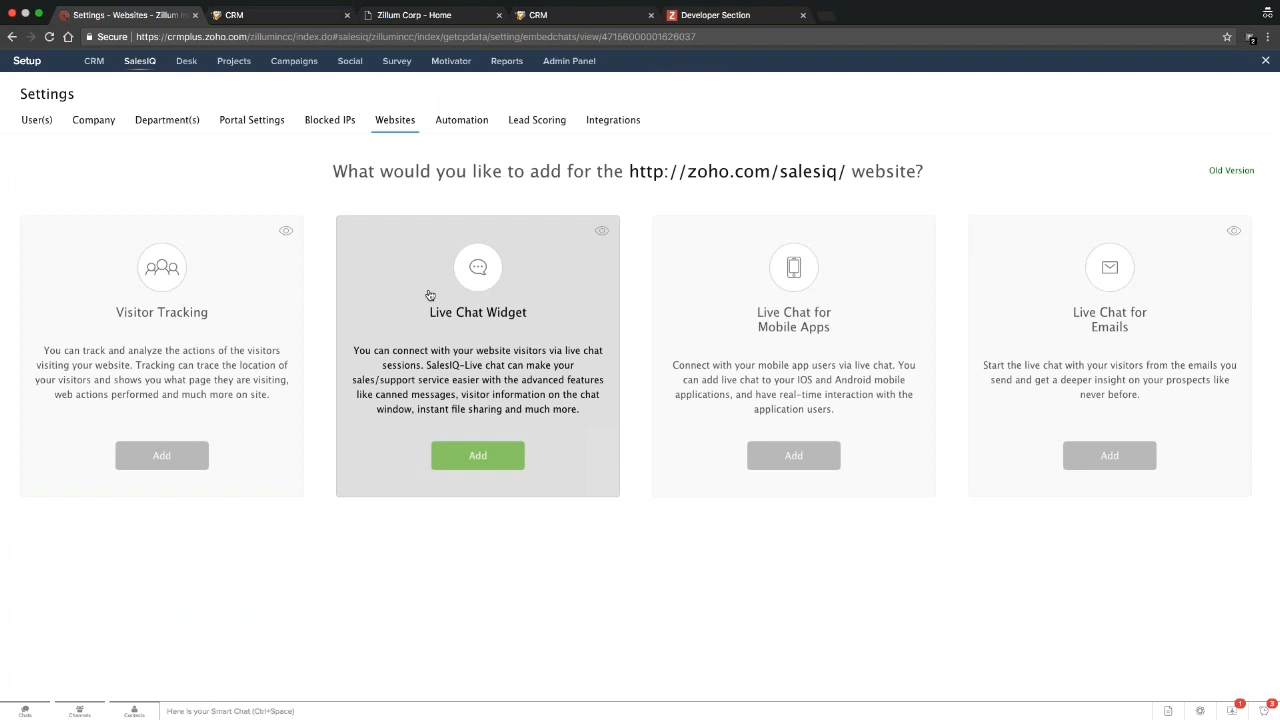 Settings - Websites - Zillum In
CRM
Zillum Corp - Home
CRM
Developer Section
Secure https://crmplus.zoho.com/zillumincc/index.do#salesiq/zillumincc/index/getcpdata/setting/embedchats/view/47156000001626037
2
Setup CRM SalesIQ Desk Projects Campaigns Social Survey Motivator Reports Admin Panel
Settings
User(s) Company Department(s) Portal Settings Blocked IPs Websites Automation Lead Scoring Integrations
What would you like to add for the http://zoho.com/salesiq/ website?
Old Version
Visitor Tracking
You can track and analyze the actions of the visitors
visiting your website. Tracking can trace the location of
your visitors and shows you what page they are visiting,
web actions performed and much more on site.
Add
Live Chat Widget
You can connect with your website visitors via live chat
sessions. SalesIQ-Live chat can make your
sales/support service easier with the advanced features
like canned messages, visitor information on the chat
window, instant file sharing and much more.
Add
Live Chat for
Mobile Apps
Connect with your mobile app users via live chat. You
can add live chat to your IOS and Android mobile
applications, and have real-time interaction with the
application users.
Add
Live Chat for
Emails
Start the live chat with your visitors from the emails you
send and get a deeper insight on your prospects like
never before.
Add
Chats Channels Contacts Here is your Smart Chat (Ctrl+Space)
1 3